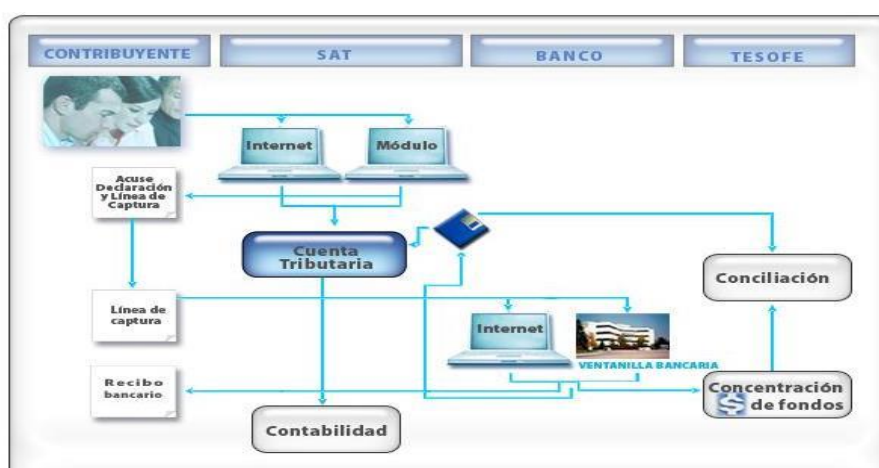 CONTRIBUYENTE
SAT
BANCO
TESOFE
Internet
Módulo
Acuse
Declaración
y Línea de
Captura
Cuenta
Tributaria
Conciliación
Línea de
captura
Internet
VENTANILLA BANCARIA
Recibo
bancario
Concentración
$ de fondos
Contabilidad